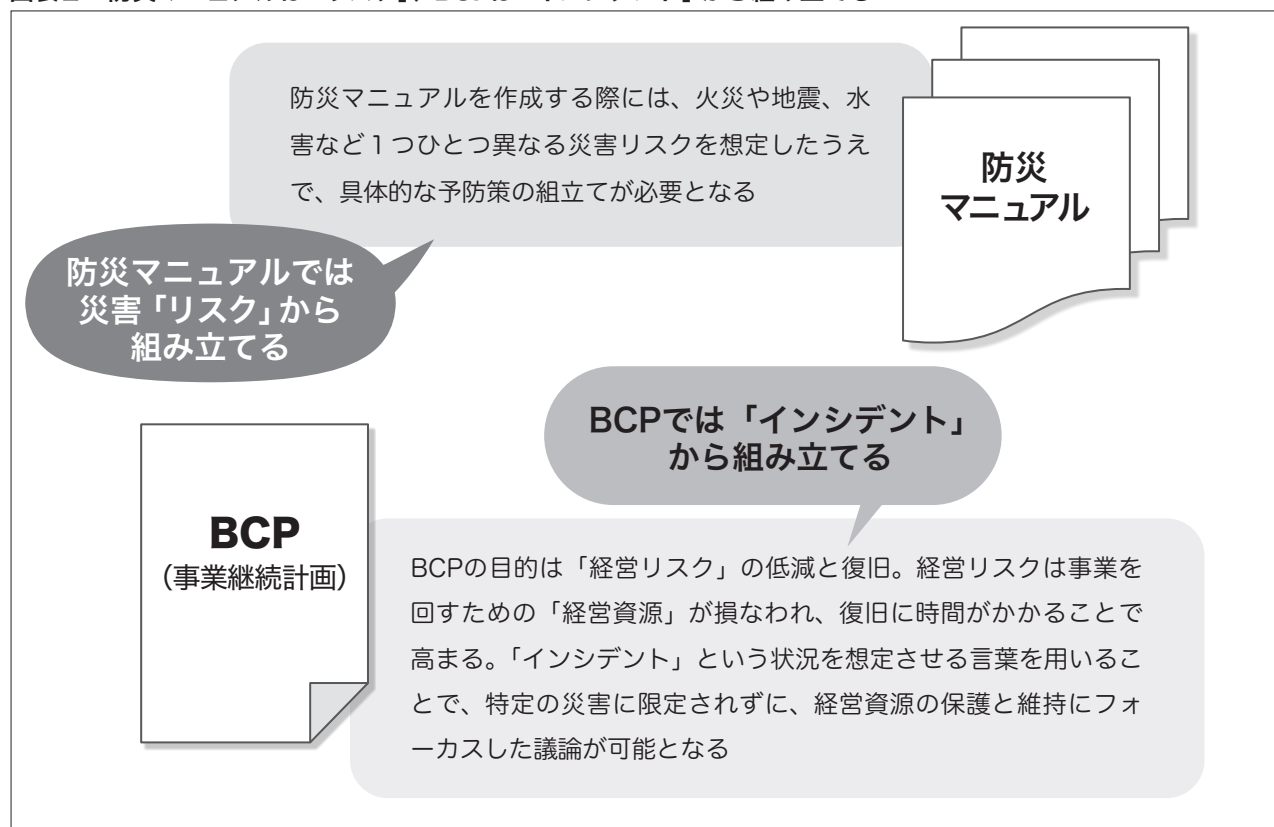 防災マニュアルを作成する際には、火災や地震、水
害など1つひとつ異なる災害リスクを想定したうえ
で、具体的な予防策の組立てが必要となる
防災
マニュアル
防災マニュアルでは
災害「リスク」から
組み立てる
BCPでは「インシデント」
から組み立てる
BCP
(事業継続計画)
BCPの目的は「経営リスク」の低減と復旧。経営リスクは事業を
回すための「経営資源」が損なわれ、復旧に時間がかかることで
高まる。「インシデント」という状況を想定させる言葉を用いるこ
とで、特定の災害に限定されずに、経営資源の保護と維持にフォ
ーカスした議論が可能となる